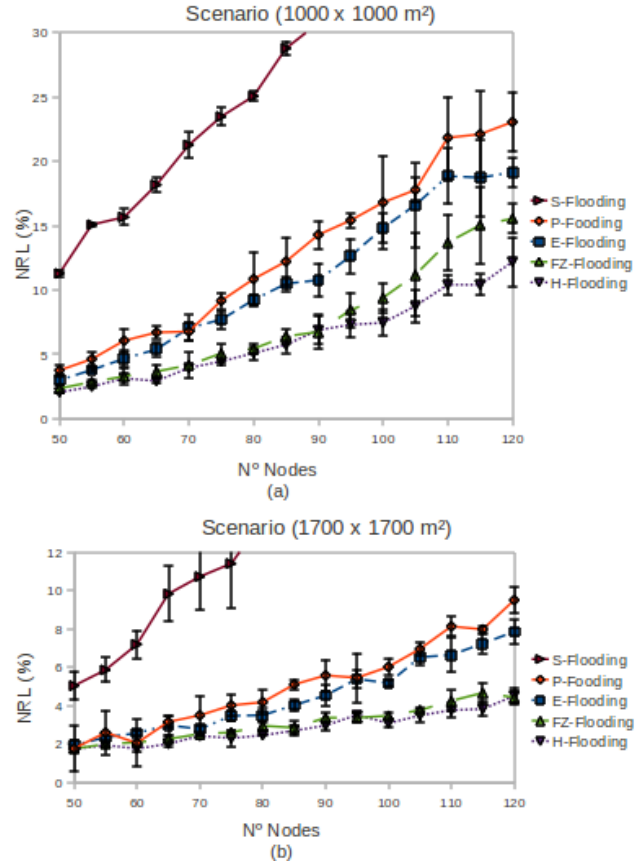 Scenario (1000 x 1000 m²)
30
25
20
15
10
5
0
NRL (%)
50 60 70 80 90 100 110 120
Nº Nodes
(a)
S-Flooding
P-Fooding
E-Flooding
FZ-Flooding
H-Flooding
Scenario (1700 x 1700 m²)
12
10
8
6
4
2
0
NRL (%)
50 60 70 80 90 100 110 120
Nº Nodes
(b)
S-Flooding
P-Fooding
E-Flooding
FZ-Flooding
H-Flooding